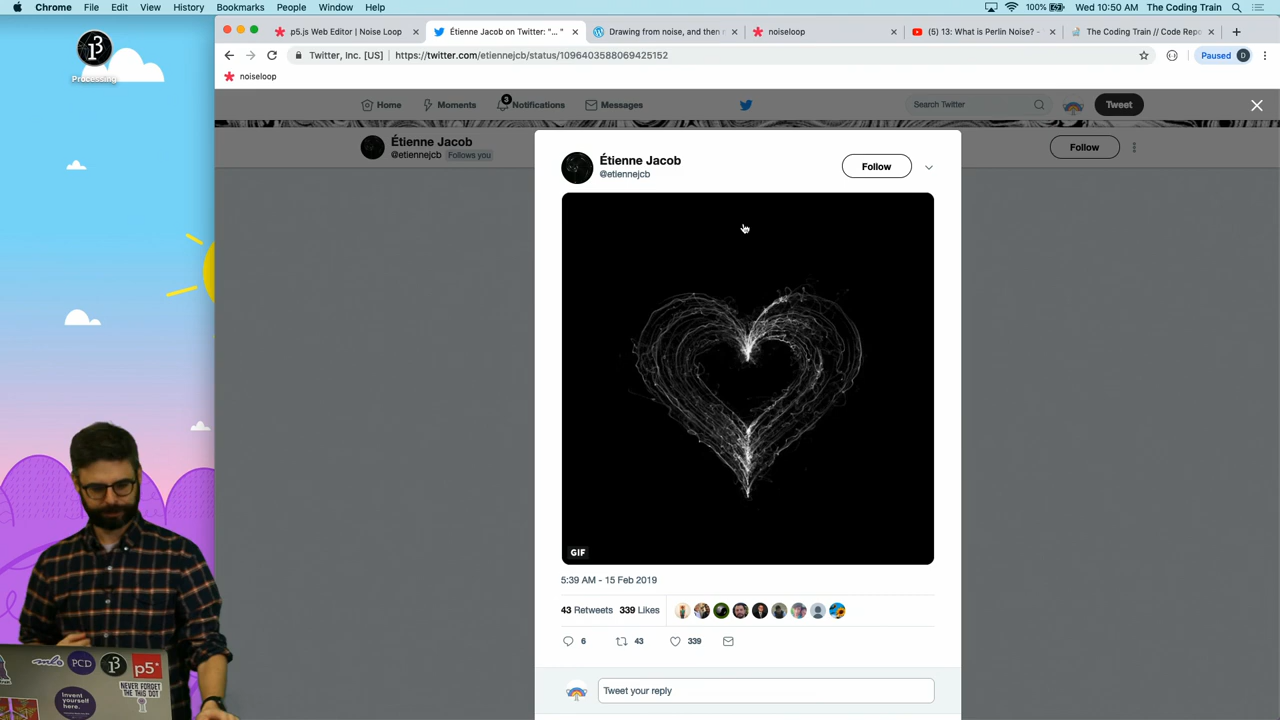 Chrome File Edit View History Bookmarks People Window Help
100% Wed 10:50 AM The Coding Train
p5.js Web Editor | Noise Loop
Étienne Jacob on Twitter: "... "
Drawing from noise, and then
noiseloop
(5) 13: What is Perlin Noise? -
The Coding Train // Code Repo
Twitter, Inc. [US] https://twitter.com/etiennejcb/status/1096403588069425152
Paused D
noiseloop
Processing
Home Moments 3 Notifications Messages
Search Twitter
Tweet
Étienne Jacob
@etiennejcb Follows you
Follow
Étienne Jacob
@etiennejcb
Follow
GIF
5:39 AM - 15 Feb 2019
43 Retweets 339 Likes
6 43 339
Tweet your reply
PCD
p5*
Invent
yourself
here.
NEVER FORGET
THE THIS DOT